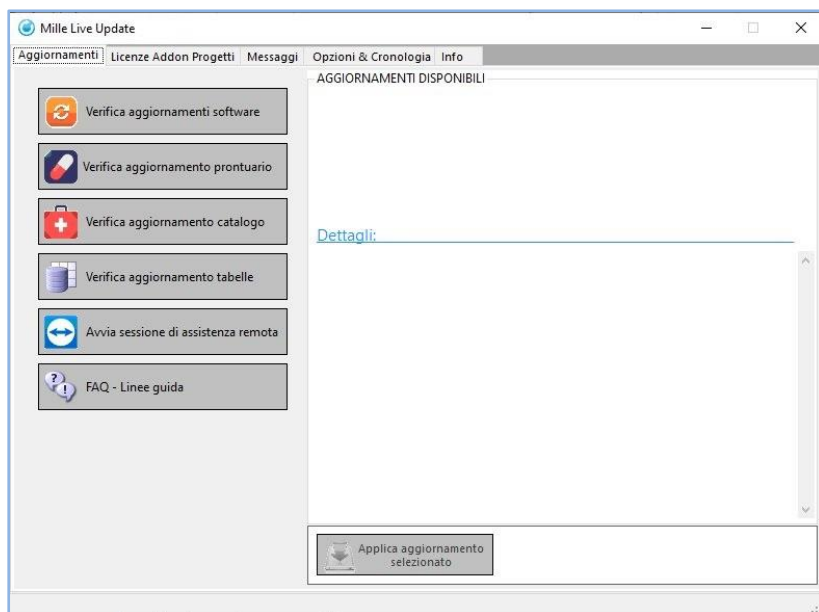 Mille Live Update
Aggiornamenti Licenze Addon Progetti Messaggi Opzioni & Cronologia Info
AGGIORNAMENTI DISPONIBILI
Verifica aggiornamenti software
Verifica aggiornamento prontuario
Verifica aggiornamento catalogo
Verifica aggiornamento tabelle
Avvia sessione di assistenza remota
FAQ - Linee guida
Dettagli:
Applica aggiornamento
selezionato